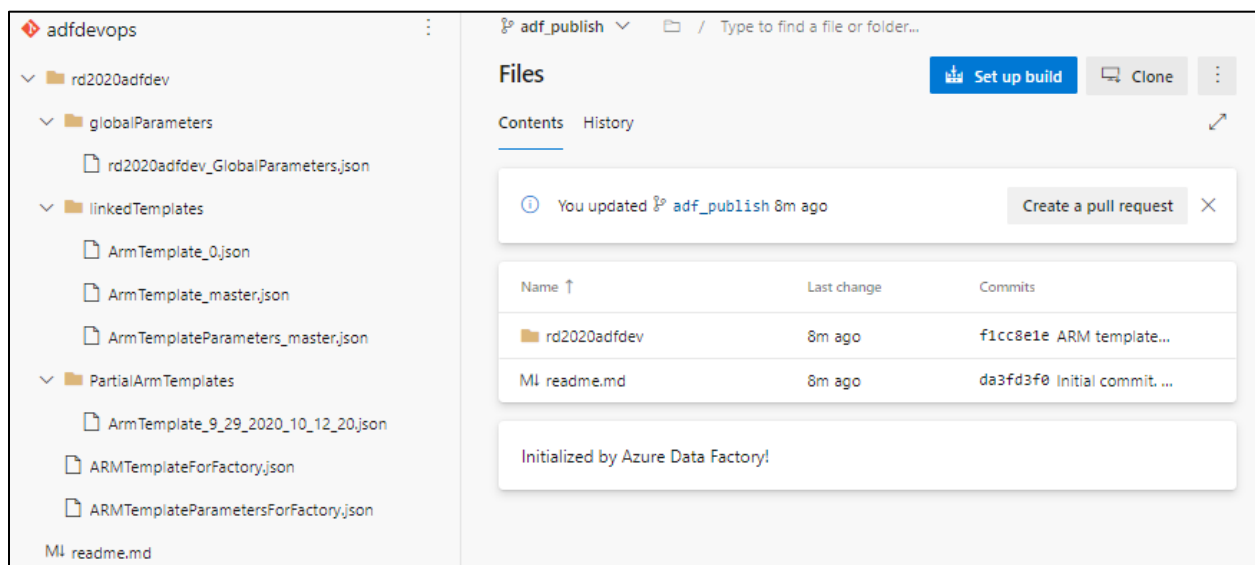 adfdevops
rd2020adfdev
globalParameters
rd2020adfdev_GlobalParameters.json
linkedTemplates
ArmTemplate_0.json
ArmTemplate_master.json
ArmTemplateParameters_master.json
PartialArmTemplates
ArmTemplate_9_29_2020_10_12_20.json
ARMTemplateForFactory.json
ARMTemplateParametersForFactory.json
M↓ readme.md
adf_publish / Type to find a file or folder...
Files
Set up build Clone
Contents History
You updated adf_publish 8m ago Create a pull request
Name ↑ Last change Commits
rd2020adfdev 8m ago f1cc8e1e ARM template...
M↓ readme.md 8m ago da3fd3f0 Initial commit. ...
Initialized by Azure Data Factory!